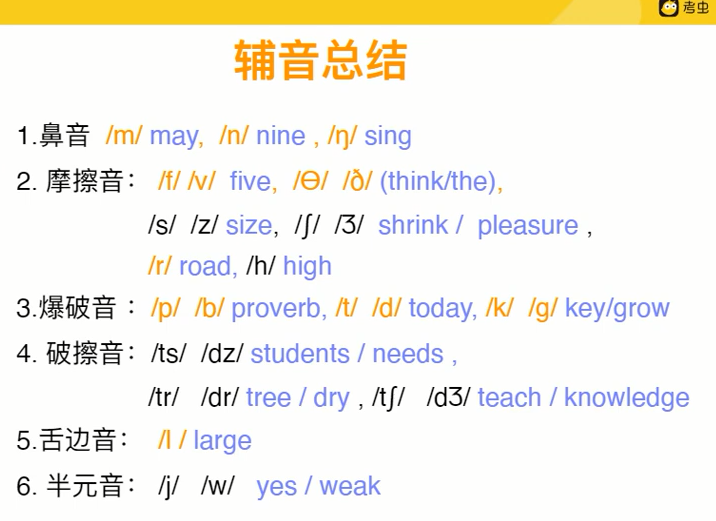 考虫
辅音总结
1.鼻音 /m/ may, /n/ nine , /ŋ/ sing
2. 摩擦音： /f/ /v/ five, /Θ/ /ð/ (think/the),
/s/ /z/ size, /ʃ/ /Ʒ/ shrink / pleasure ,
/r/ road, /h/ high
3.爆破音 ：/p/ /b/ proverb, /t/ /d/ today, /k/ /g/ key/grow
4. 破擦音：/ts/ /dz/ students / needs ,
/tr/ /dr/ tree / dry , /tʃ/ /dƷ/ teach / knowledge
5.舌边音： /l / large
6. 半元音： /j/ /w/ yes / weak